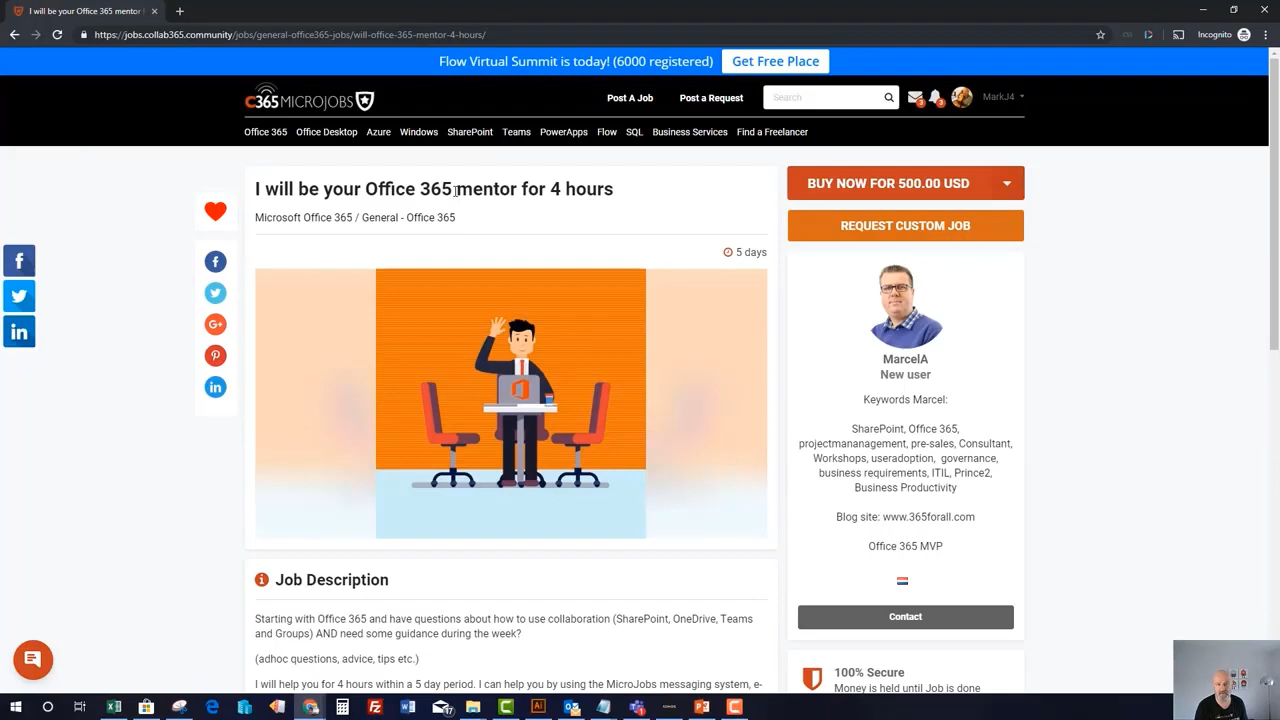 I will be your Office 365 mentor
Incognito
https://jobs.collab365.community/jobs/general-office365-jobs/will-office-365-mentor-4-hours/
Flow Virtual Summit is today! (6000 registered)
Get Free Place
C365MICROJOBS
Post A Job
Post a Request
Search
3
3
MarkJ4
Office 365 Office Desktop Azure Windows SharePoint Teams PowerApps Flow SQL Business Services Find a Freelancer
I will be your Office 365 mentor for 4 hours
Microsoft Office 365 / General - Office 365
5 days
BUY NOW FOR 500.00 USD
REQUEST CUSTOM JOB
MarcelA
New user
Keywords Marcel:
SharePoint, Office 365,
projectmananagement, pre-sales, Consultant,
Workshops, useradoption, governance,
business requirements, ITIL, Prince2,
Business Productivity
Blog site: www.365forall.com
Office 365 MVP
Contact
100% Secure
Money is held until Job is done
Job Description
Starting with Office 365 and have questions about how to use collaboration (SharePoint, OneDrive, Teams
and Groups) AND need some guidance during the week?
(adhoc questions, advice, tips etc.)
I will help you for 4 hours within a 5 day period. I can help you by using the MicroJobs messaging system, e-